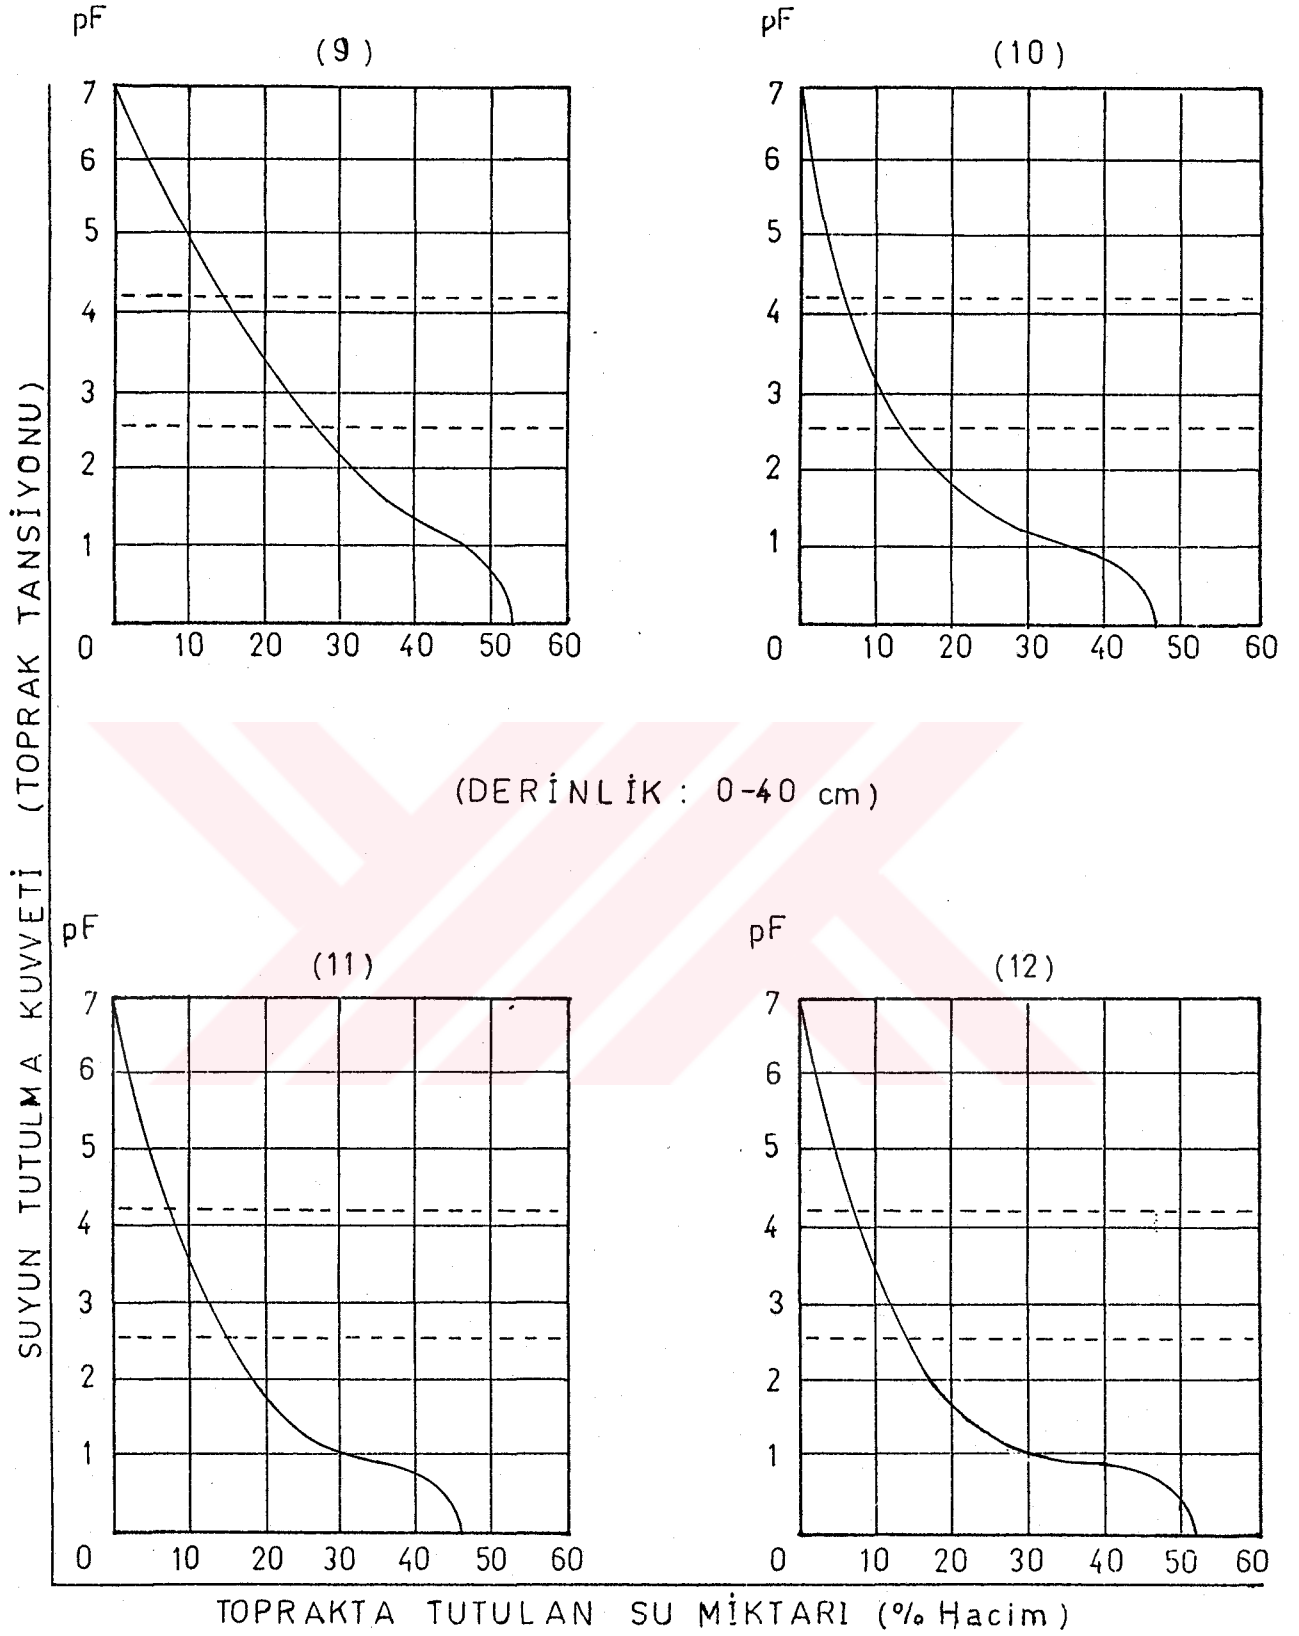 pF
(9)
7
6
5
4
3
2
1
0 10 20 30 40 50 60
pF
(10)
7
6
5
4
3
2
1
0 10 20 30 40 50 60
(DERİNLİK : 0-40 cm)
pF
(11)
7
6
5
4
3
2
1
0 10 20 30 40 50 60
pF
(12)
7
6
5
4
3
2
1
0 10 20 30 40 50 60
SUYUN TUTULMA KUVVETİ (TOPRAK TANSİYONU)
TOPRAKTA TUTULAN SU MİKTARI (% Hacim)